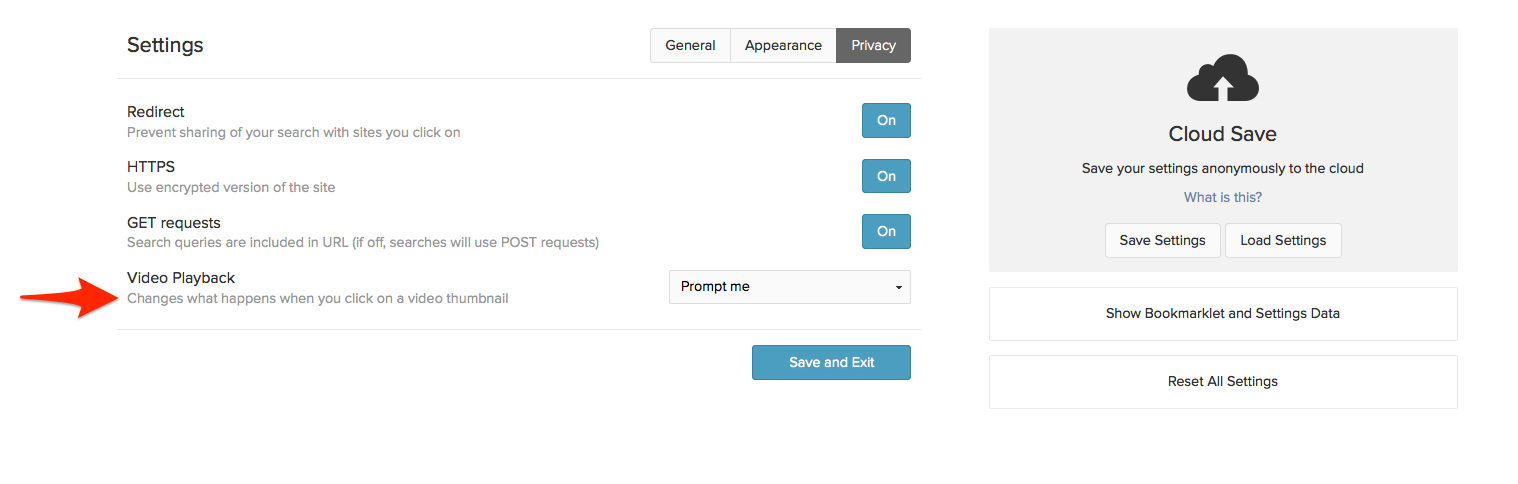 Settings
General
Appearance
Privacy
Redirect
Prevent sharing of your search with sites you click on
On
HTTPS
Use encrypted version of the site
On
GET requests
Search queries are included in URL (if off, searches will use POST requests)
On
Video Playback
Changes what happens when you click on a video thumbnail
Prompt me
Save and Exit
Cloud Save
Save your settings anonymously to the cloud
What is this?
Save Settings
Load Settings
Show Bookmarklet and Settings Data
Reset All Settings